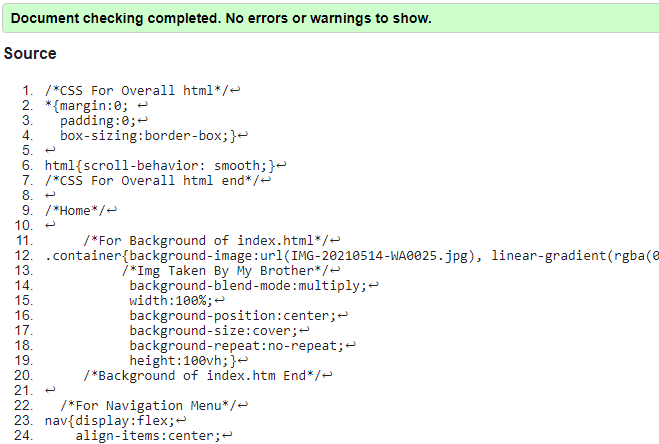 Document checking completed. No errors or warnings to show.
Source
1. /*CSS For Overall html*/↩
2. *{margin:0; ↩
3. padding:0;↩
4. box-sizing:border-box;}↩
5. ↩
6. html{scroll-behavior: smooth;}↩
7. /*CSS For Overall html end*/↩
8. ↩
9. /*Home*/↩
10. ↩
11. /*For Background of index.html*/↩
12. .container{background-image:url(IMG-20210514-WA0025.jpg), linear-gradient(rgba(0
13. /*Img Taken By My Brother*/↩
14. background-blend-mode:multiply;↩
15. width:100%;↩
16. background-position:center;↩
17. background-size:cover;↩
18. background-repeat:no-repeat;↩
19. height:100vh;}↩
20. /*Background of index.htm End*/↩
21. ↩
22. /*For Navigation Menu*/↩
23. nav{display:flex;↩
24. align-items:center;↩